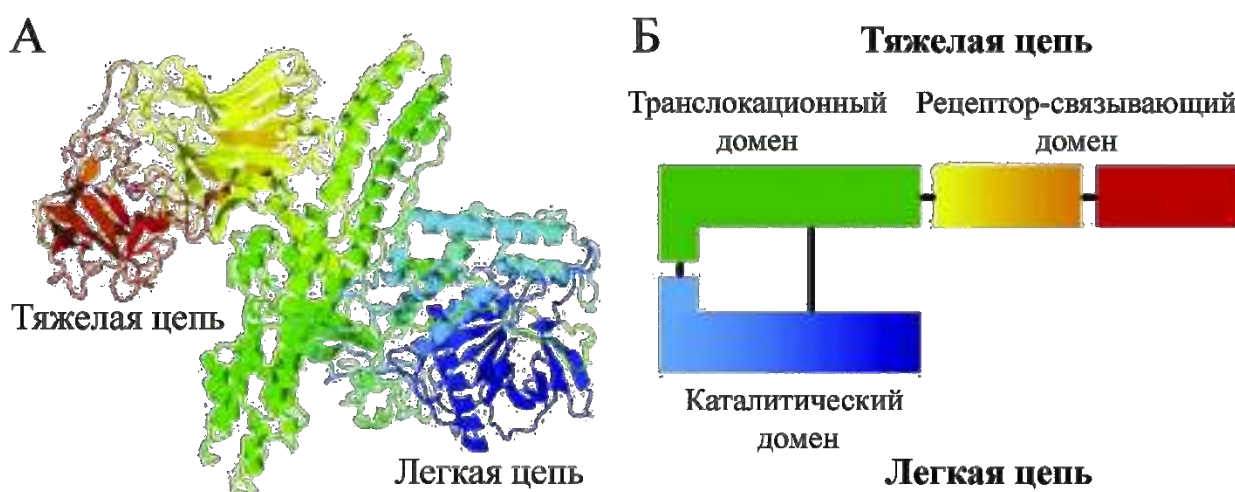 А
Тяжелая цепь
Легкая цепь
Б
Тяжелая цепь
Транслокационный
домен
Рецептор-связывающий
домен
Каталитический
домен
Легкая цепь